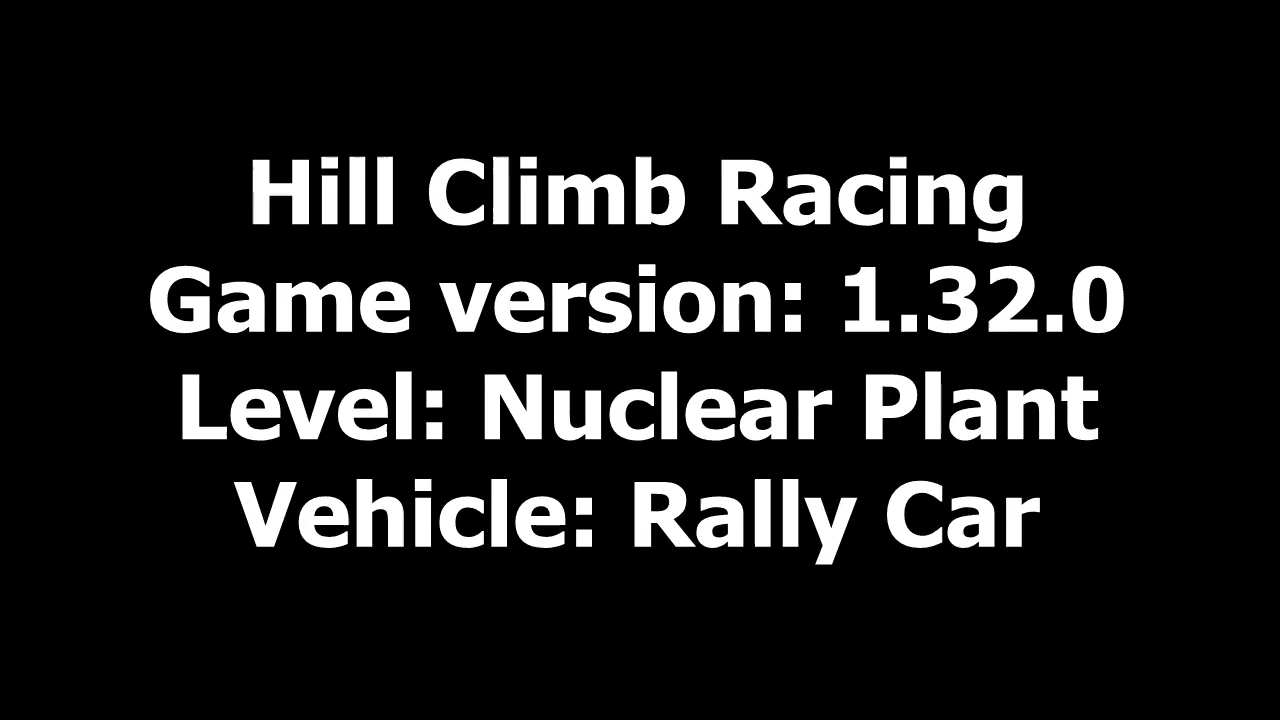 Hill Climb Racing
Game version: 1.32.0
Level: Nuclear Plant
Vehicle: Rally Car